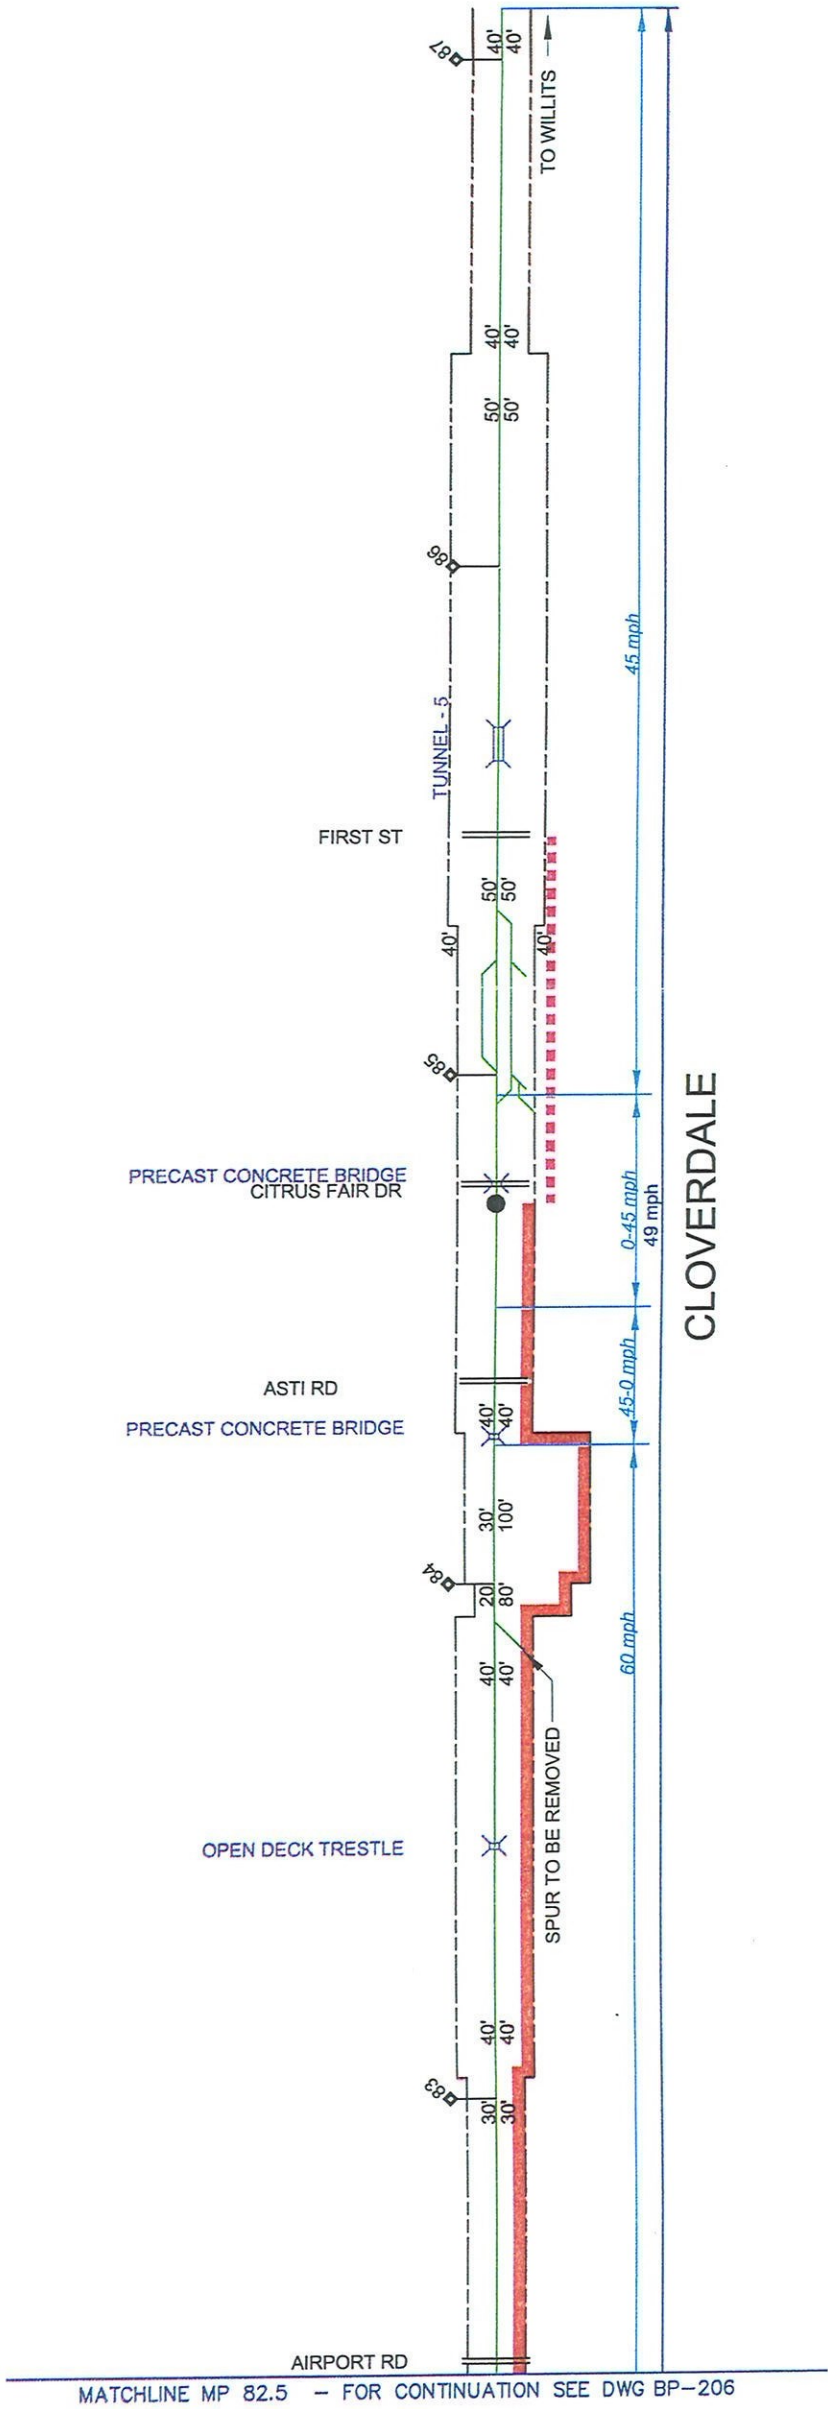 87
40'
40'
TO WILLITS
40'
40'
50'
50'
86
45 mph
TUNNEL - 5
FIRST ST
50'
50'
40'
40'
85
PRECAST CONCRETE BRIDGE
CITRUS FAIR DR
0-45 mph
49 mph
CLOVERDALE
ASTI RD
45-0 mph
40'
40'
PRECAST CONCRETE BRIDGE
30'
100'
84
20'
80'
60 mph
40'
40'
SPUR TO BE REMOVED
OPEN DECK TRESTLE
40'
40'
83
30'
30'
AIRPORT RD
MATCHLINE MP 82.5 - FOR CONTINUATION SEE DWG BP-206